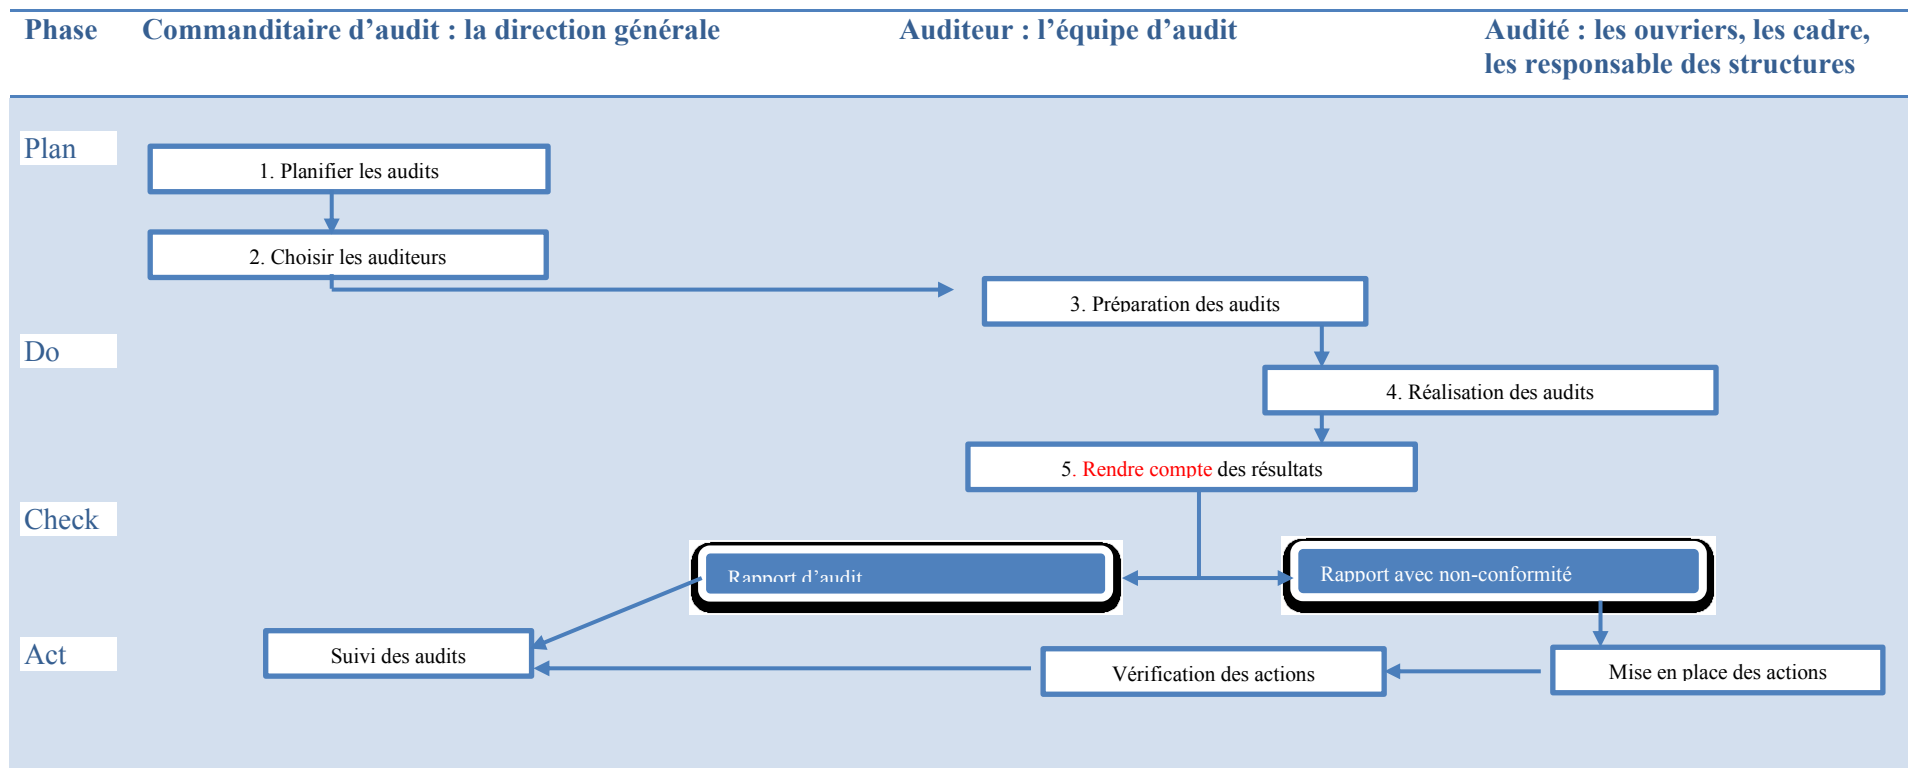 Phase
Commanditaire d’audit : la direction générale
Auditeur : l’équipe d’audit
Audité : les ouvriers, les cadre,
les responsable des structures
Plan
1. Planifier les audits
2. Choisir les auditeurs
3. Préparation des audits
Do
4. Réalisation des audits
5. Rendre compte des résultats
Check
Rapport d’audit
Rapport avec non-conformité
Act
Suivi des audits
Vérification des actions
Mise en place des actions